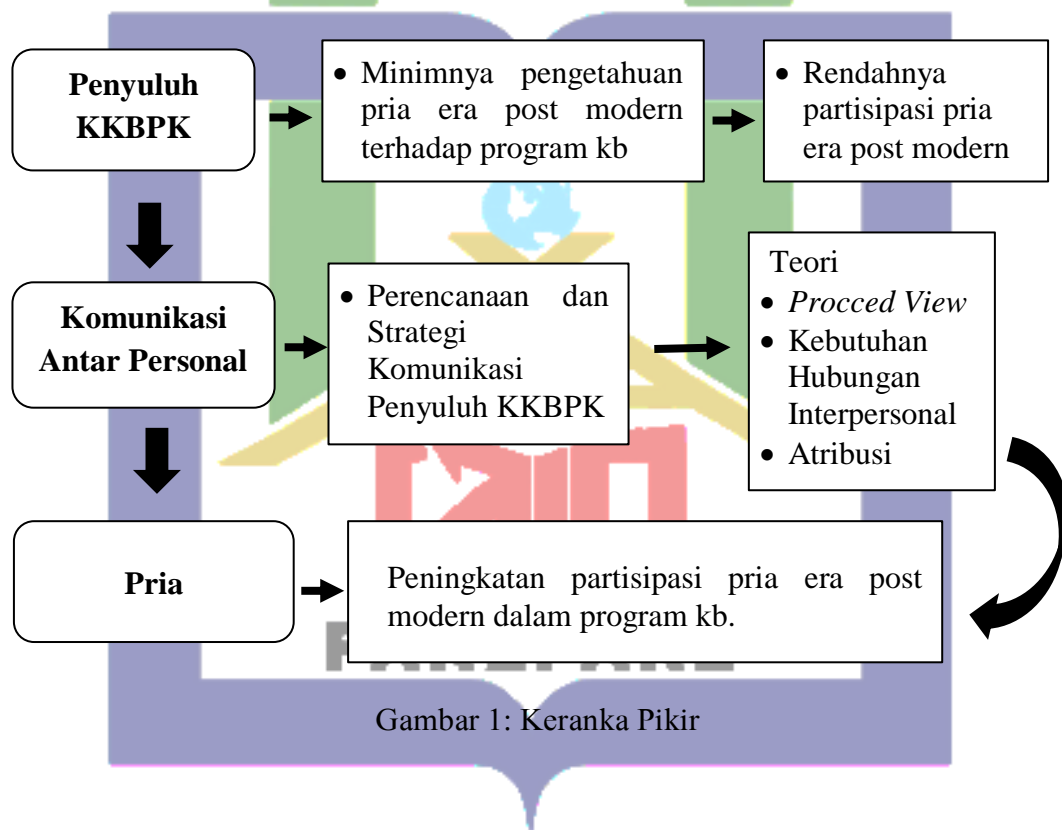 Penyuluh
KKBPK
• Minimnya pengetahuan
pria era post modern
terhadap program kb
• Rendahnya
partisipasi pria
era post modern
Komunikasi
Antar Personal
• Perencanaan dan
Strategi
Komunikasi
Penyuluh KKBPK
Teori
• Procced View
• Kebutuhan
Hubungan
Interpersonal
• Atribusi
Pria
Peningkatan partisipasi pria era post
modern dalam program kb.
Gambar 1: Keranka Pikir